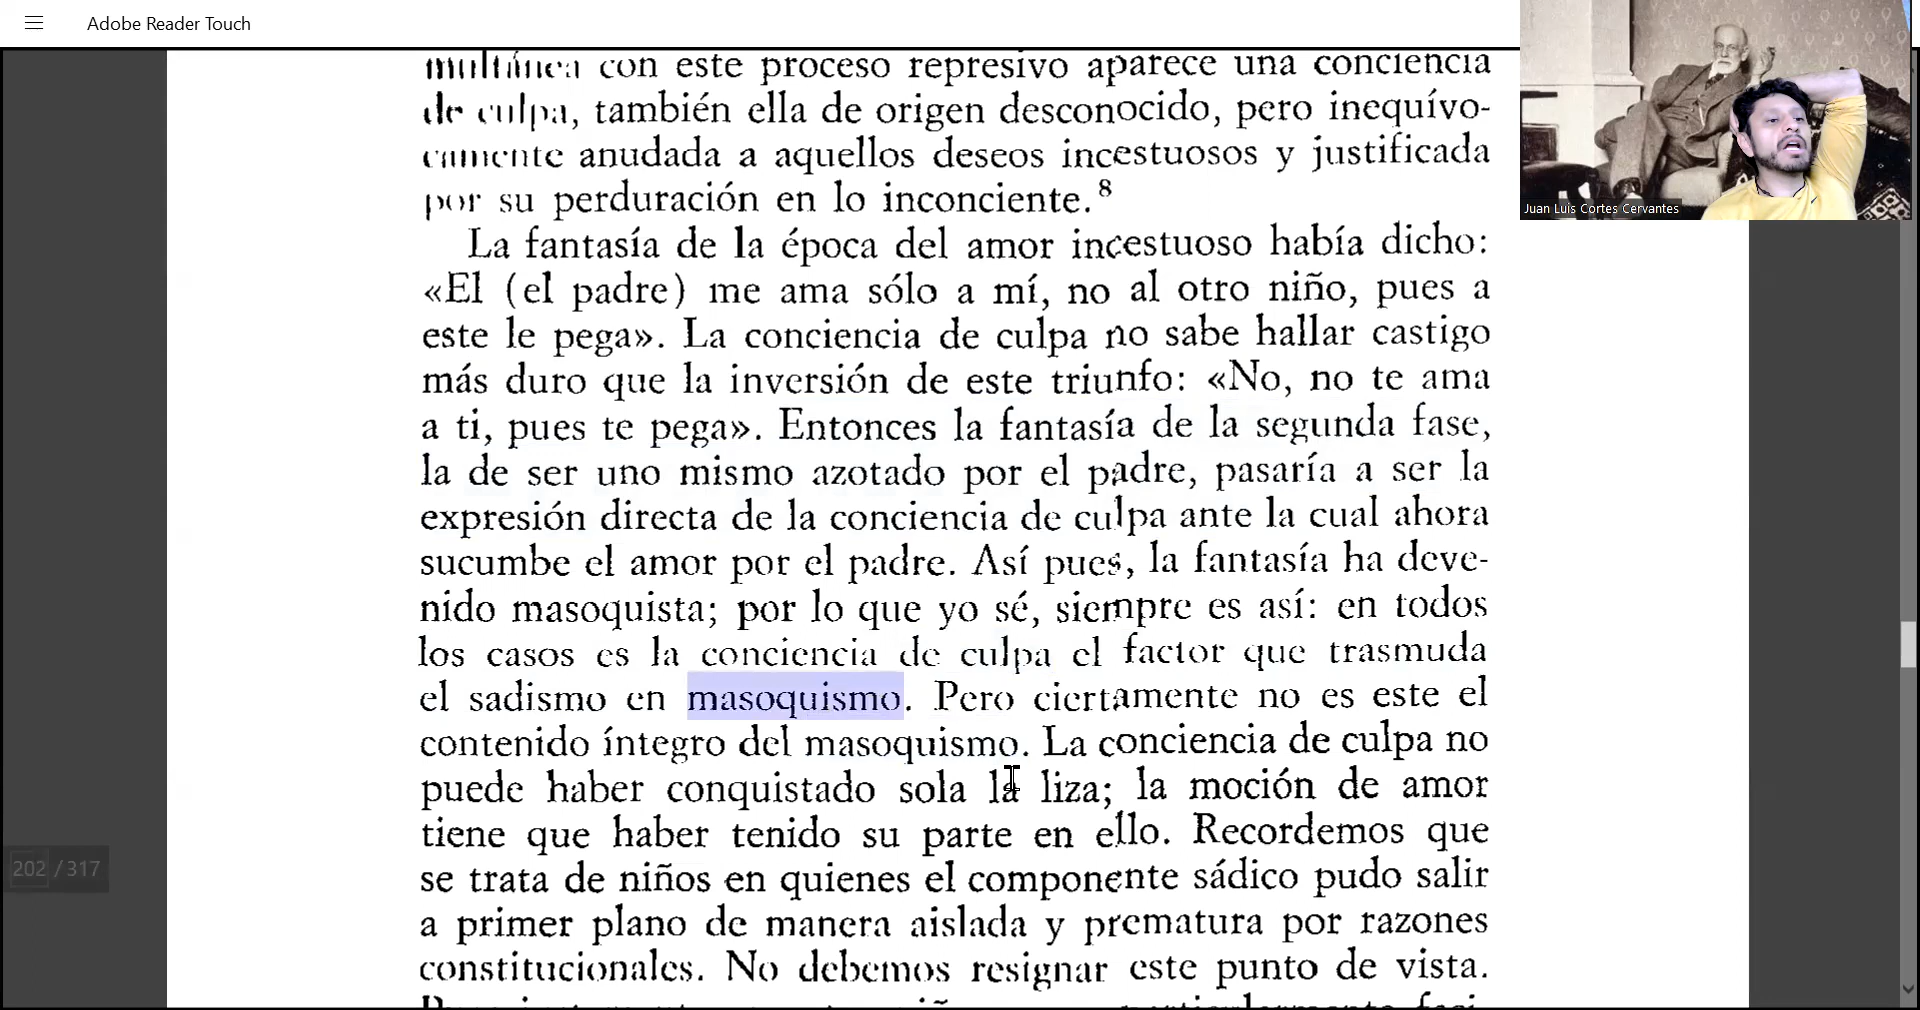 Adobe Reader Touch
multánea con este proceso represivo aparece una conciencia
de culpa, también ella de origen desconocido, pero inequívo-
camente anudada a aquellos deseos incestuosos y justificada
por su perduración en lo inconciente.⁸
La fantasía de la época del amor incestuoso había dicho:
«El (el padre) me ama sólo a mí, no al otro niño, pues a
este le pega». La conciencia de culpa no sabe hallar castigo
más duro que la inversión de este triunfo: «No, no te ama
a ti, pues te pega». Entonces la fantasía de la segunda fase,
la de ser uno mismo azotado por el padre, pasaría a ser la
expresión directa de la conciencia de culpa ante la cual ahora
sucumbe el amor por el padre. Así pues, la fantasía ha deve-
nido masoquista; por lo que yo sé, siempre es así: en todos
los casos es la conciencia de culpa el factor que trasmuda
el sadismo en masoquismo. Pero ciertamente no es este el
contenido íntegro del masoquismo. La conciencia de culpa no
puede haber conquistado sola la liza; la moción de amor
tiene que haber tenido su parte en ello. Recordemos que
se trata de niños en quienes el componente sádico pudo salir
a primer plano de manera aislada y prematura por razones
constitucionales. No debemos resignar este punto de vista.
202 / 317
Juan Luis Cortes Cervantes